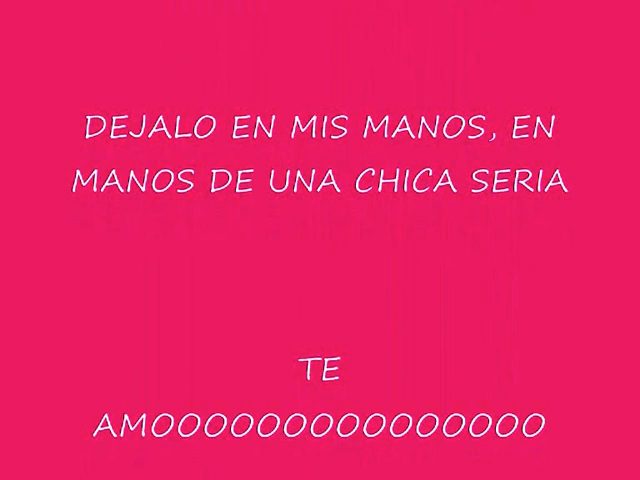 DEJALO EN MIS MANOS, EN
MANOS DE UNA CHICA SERIA
TE
AMOOOOOOOOOOOOOOO